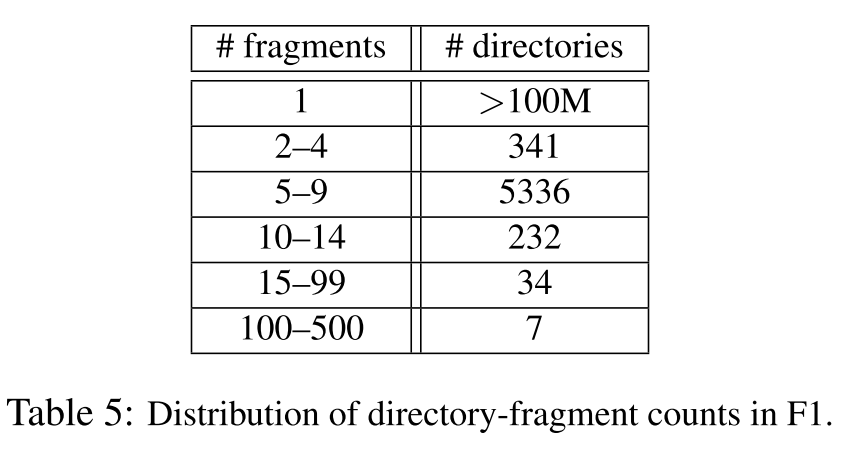 # fragments # directories
1 >100M
2–4 341
5–9 5336
10–14 232
15–99 34
100–500 7
Table 5: Distribution of directory-fragment counts in F1.